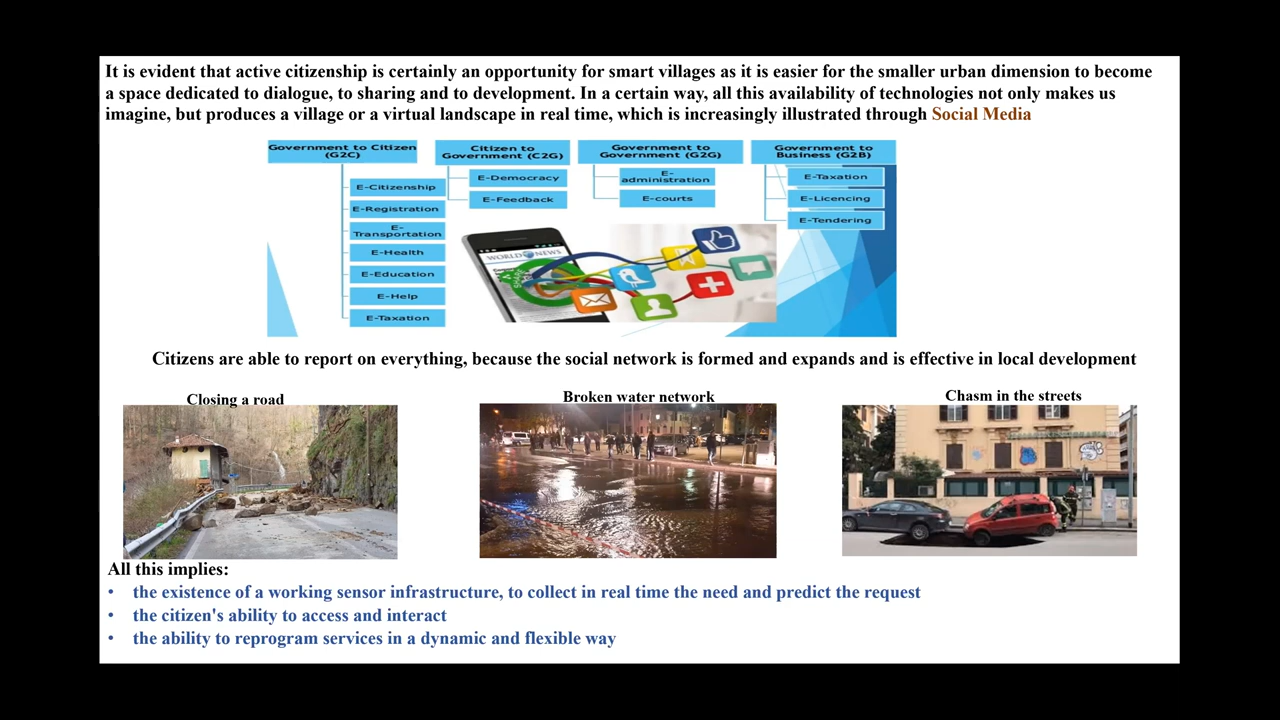 It is evident that active citizenship is certainly an opportunity for smart villages as it is easier for the smaller urban dimension to become
a space dedicated to dialogue, to sharing and to development. In a certain way, all this availability of technologies not only makes us
imagine, but produces a village or a virtual landscape in real time, which is increasingly illustrated through Social Media
Government to Citizen
(G2C)
E-Citizenship
E-Registration
E-
Transportation
E-Health
E-Education
E-Help
E-Taxation
Citizen to
Government (C2G)
E-Democracy
E-Feedback
Government to
Government (G2G)
E-
administration
E-courts
Government to
Business (G2B)
E-Taxation
E-Licencing
E-Tendering
WORLD NEWS
Citizens are able to report on everything, because the social network is formed and expands and is effective in local development
Closing a road
Broken water network
Chasm in the streets
All this implies:
• the existence of a working sensor infrastructure, to collect in real time the need and predict the request
• the citizen's ability to access and interact
• the ability to reprogram services in a dynamic and flexible way